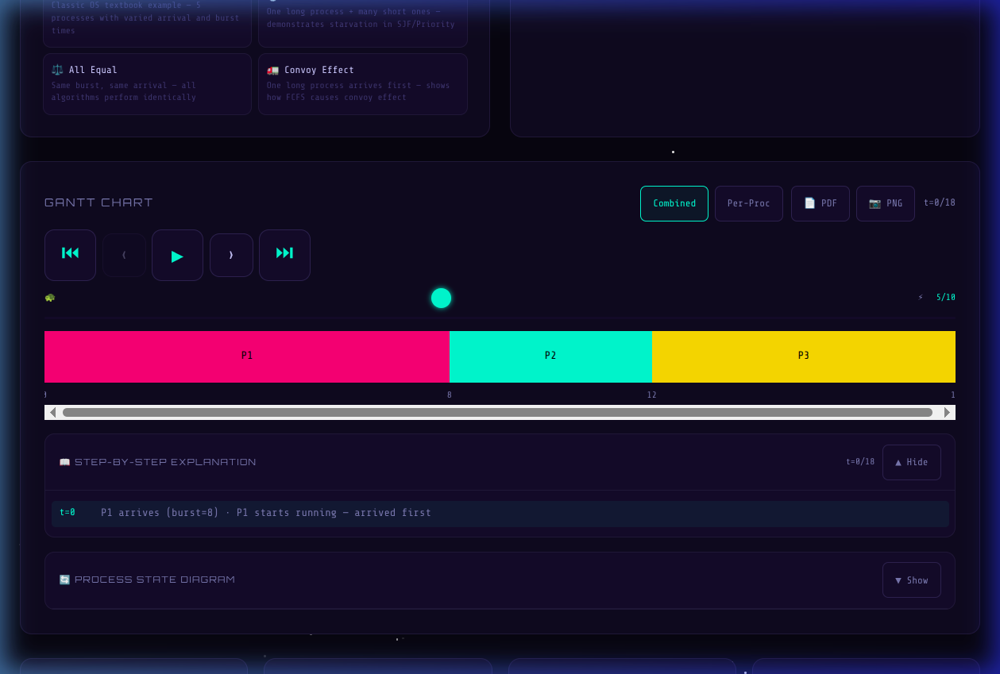 Classic OS textbook example — 5
processes with varied arrival and burst
times
One long process + many short ones —
demonstrates starvation in SJF/Priority
All Equal
Same burst, same arrival — all
algorithms perform identically
Convoy Effect
One long process arrives first — shows
how FCFS causes convoy effect
GANTT CHART
Combined
Per-Proc
PDF
PNG
t=0/18
5/10
P1
P2
P3
8
12
1
STEP-BY-STEP EXPLANATION
t=0/18
▲ Hide
t=0
P1 arrives (burst=8) · P1 starts running — arrived first
PROCESS STATE DIAGRAM
▼ Show